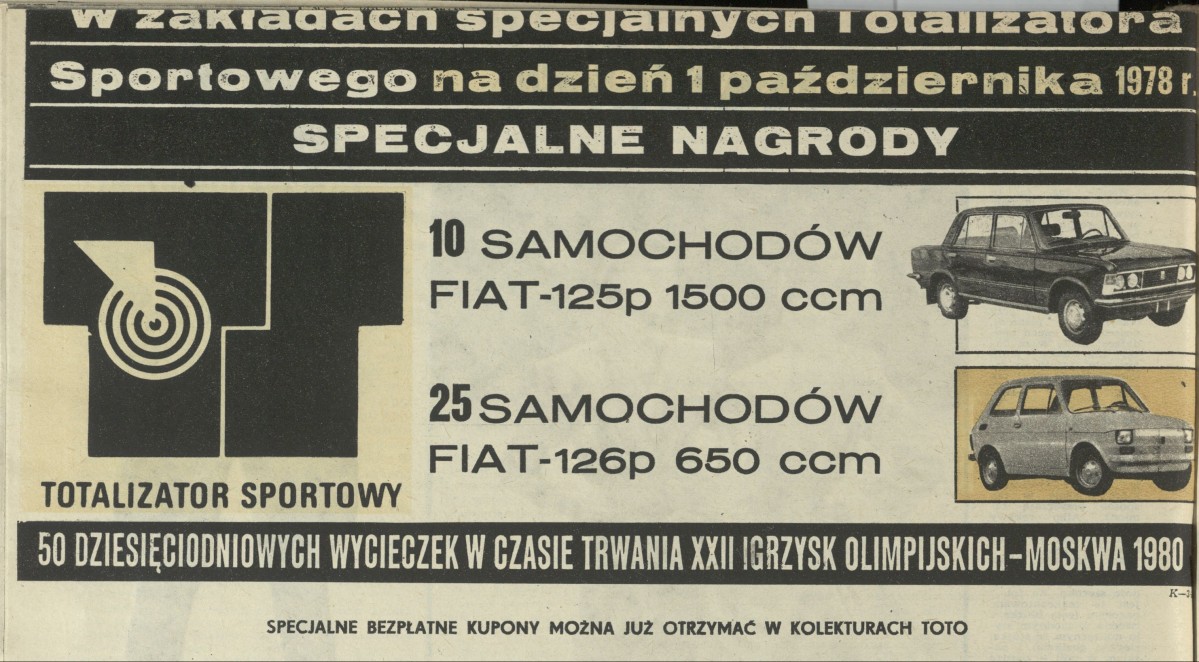 W zakładach specjalnych Totalizatora
Sportowego na dzień 1 października 1978 r.
SPECJALNE NAGRODY
10 SAMOCHODÓW
FIAT-125p 1500 ccm
25 SAMOCHODÓW
FIAT-126p 650 ccm
TOTALIZATOR SPORTOWY
50 DZIESIĘCIODNIOWYCH WYCIECZEK W CZASIE TRWANIA XXII IGRZYSK OLIMPIJSKICH–MOSKWA 1980
SPECJALNE BEZPŁATNE KUPONY MOŻNA JUŻ OTRZYMAĆ W KOLEKTURACH TOTO